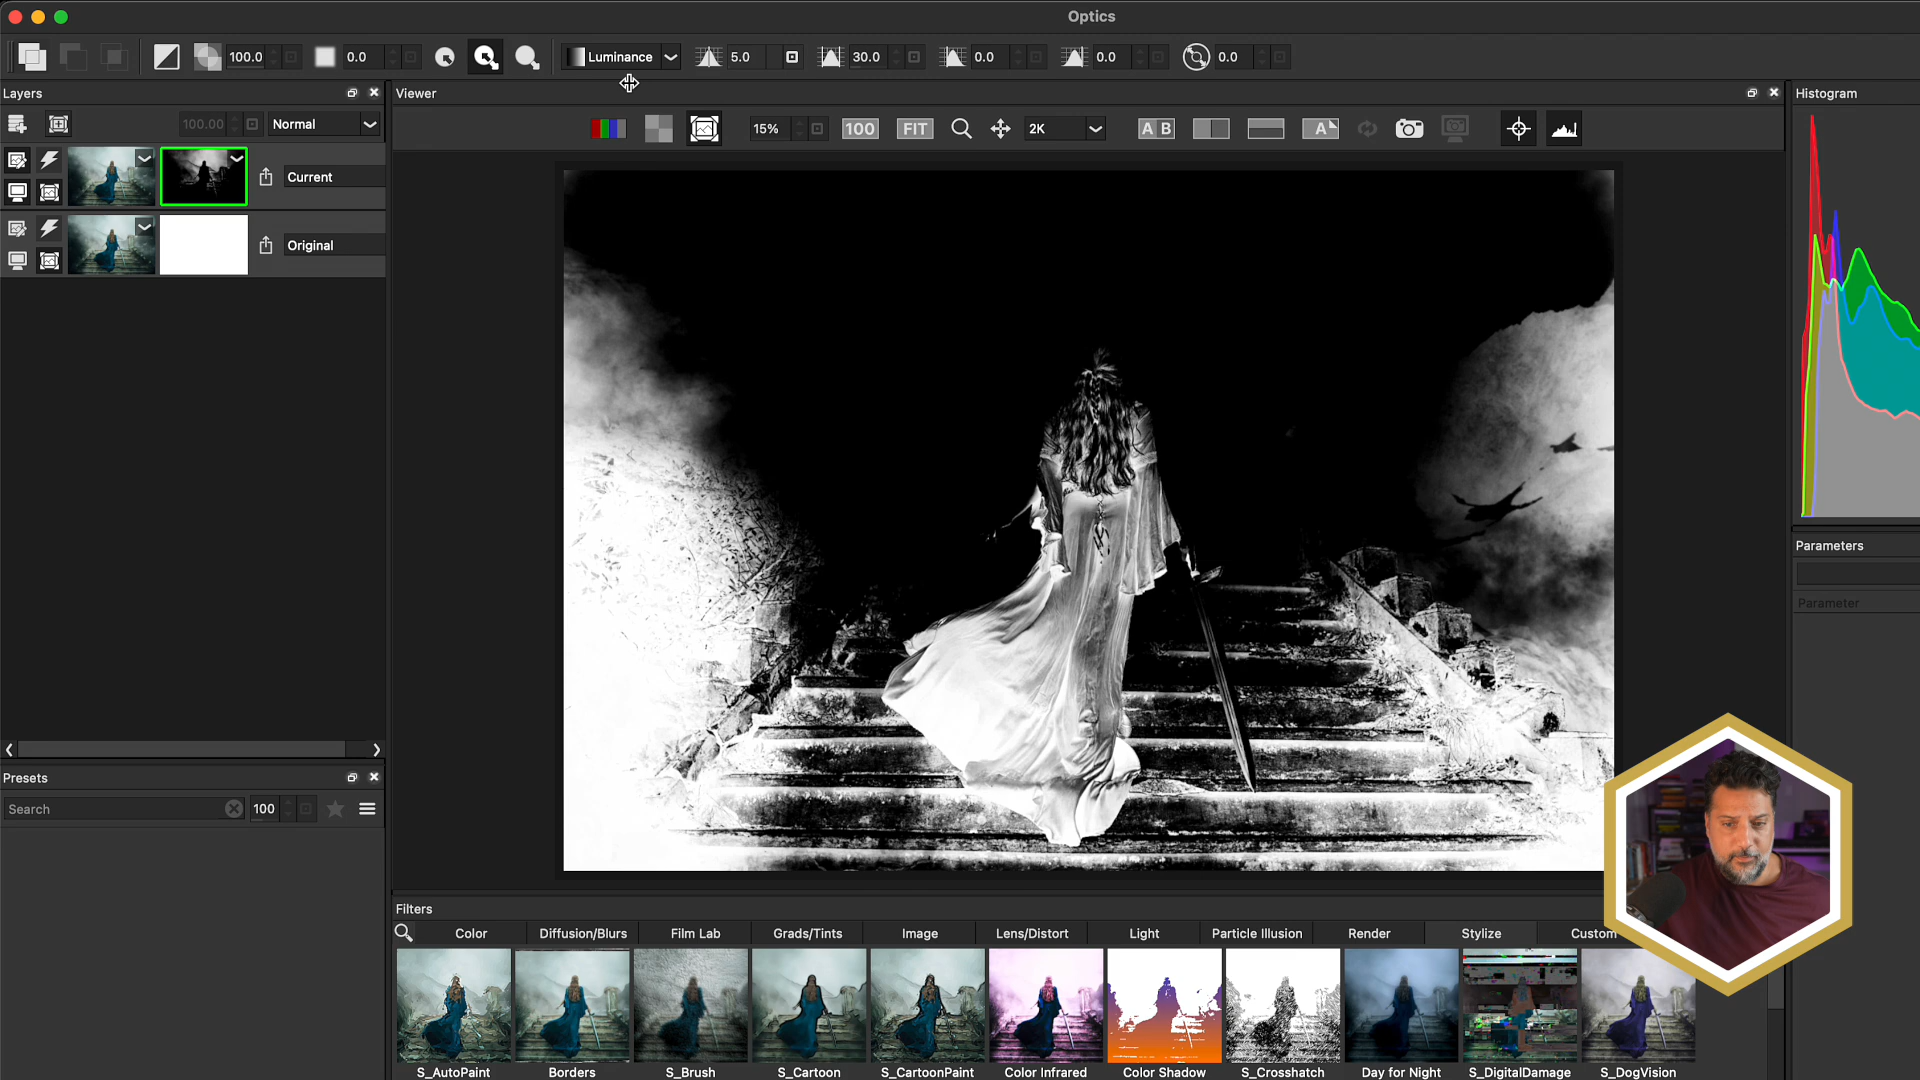 Optics
100.0 0.0 Luminance 5.0 30.0 0.0 0.0 0.0
Layers
100.00 Normal
Current
Original
Viewer
15% 100 FIT 2K A B A
Histogram
Parameters
Parameter
Presets
Search 100
Filters
Color Diffusion/Blurs Film Lab Grads/Tints Image Lens/Distort Light Particle Illusion Render Stylize Custom
S_AutoPaint Borders S_Brush S_Cartoon S_CartoonPaint Color Infrared Color Shadow S_Crosshatch Day for Night S_DigitalDamage S_DogVision